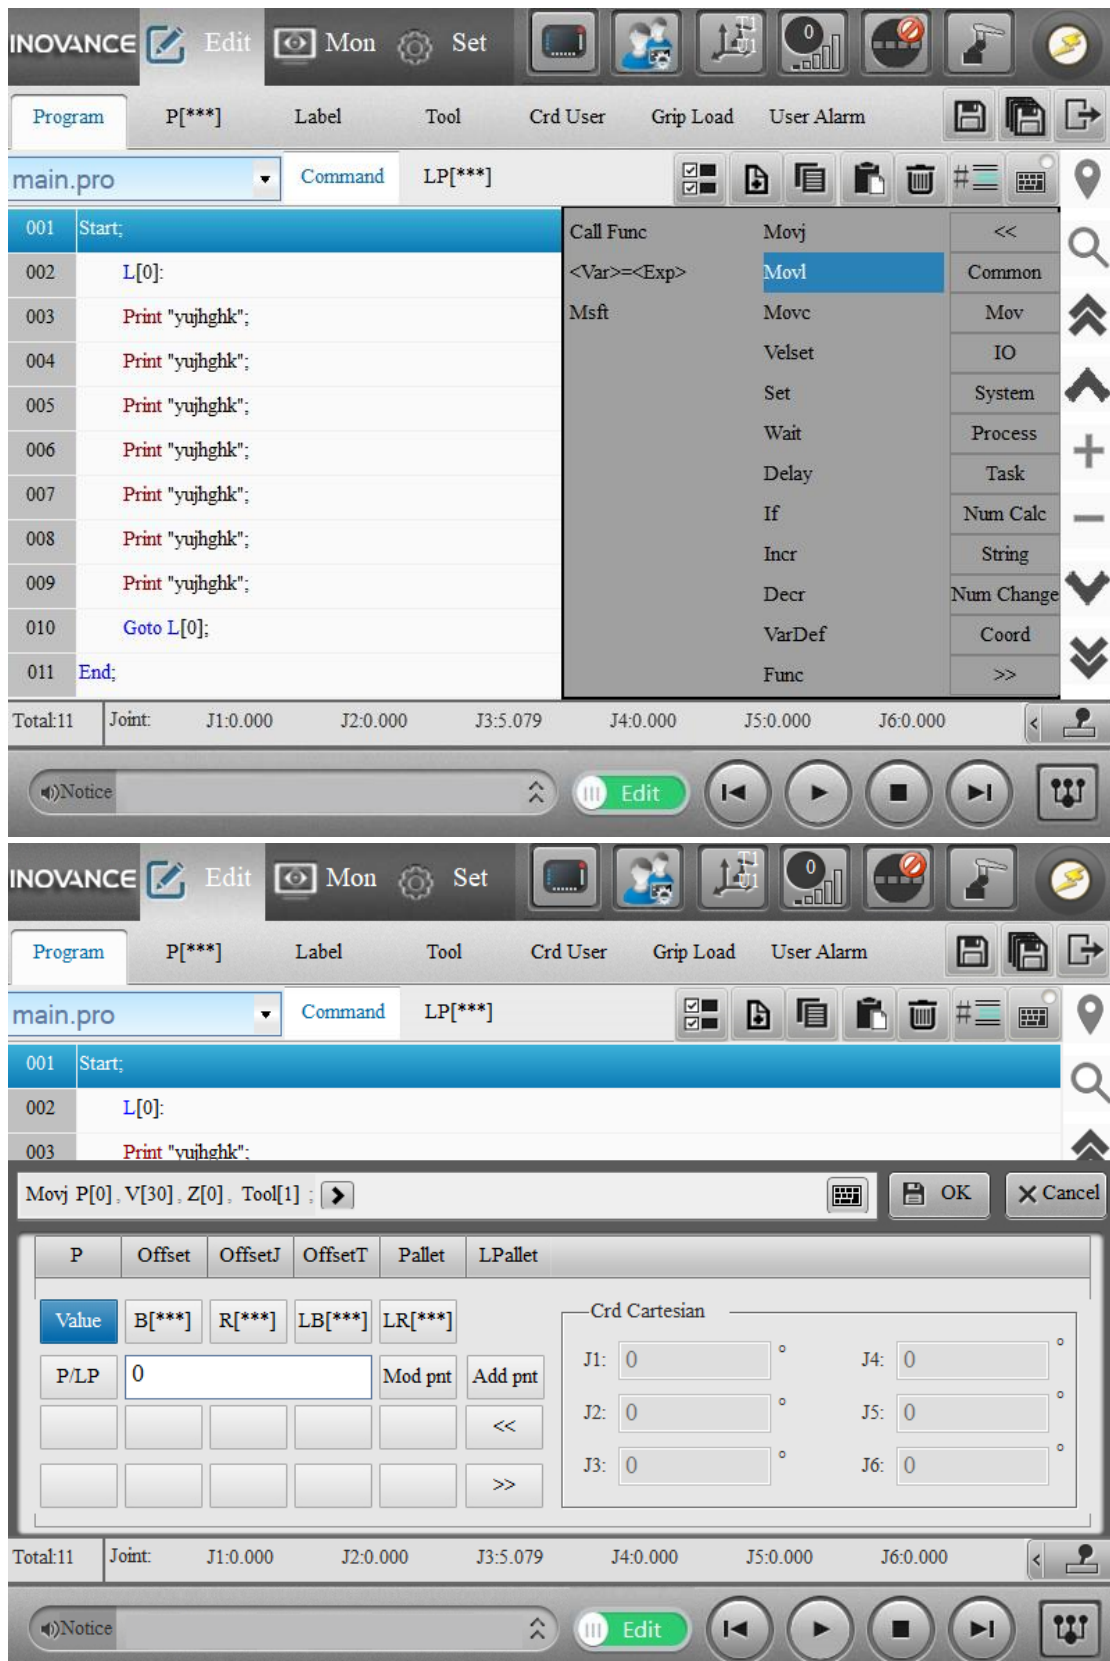 INOVANCE Edit Mon Set T1 U1 0
Program P[***] Label Tool Crd User Grip Load User Alarm
main.pro Command LP[***] #
001 Start; Call Func Movj <<
002 L[0]: <Var>=<Exp> Movl Common
003 Print "yujhghk"; Msft Movc Mov
004 Print "yujhghk"; Velset IO
005 Print "yujhghk"; Set System
006 Print "yujhghk"; Wait Process
007 Print "yujhghk"; Delay Task
008 Print "yujhghk"; If Num Calc
009 Print "yujhghk"; Incr String
Decr Num Change
010 Goto L[0]; VarDef Coord
011 End; Func >>
Total:11 Joint: J1:0.000 J2:0.000 J3:5.079 J4:0.000 J5:0.000 J6:0.000 <
Notice Edit
INOVANCE Edit Mon Set T1 U1 0
Program P[***] Label Tool Crd User Grip Load User Alarm
main.pro Command LP[***] #
001 Start;
002 L[0]:
003 Print "yujhghk";
Movj P[0] , V[30] , Z[0] , Tool[1] ; OK Cancel
P Offset OffsetJ OffsetT Pallet LPallet
Value B[***] R[***] LB[***] LR[***] Crd Cartesian
P/LP 0 Mod pnt Add pnt J1: 0 ° J4: 0 °
<< J2: 0 ° J5: 0 °
>> J3: 0 ° J6: 0 °
Total:11 Joint: J1:0.000 J2:0.000 J3:5.079 J4:0.000 J5:0.000 J6:0.000 <
Notice Edit